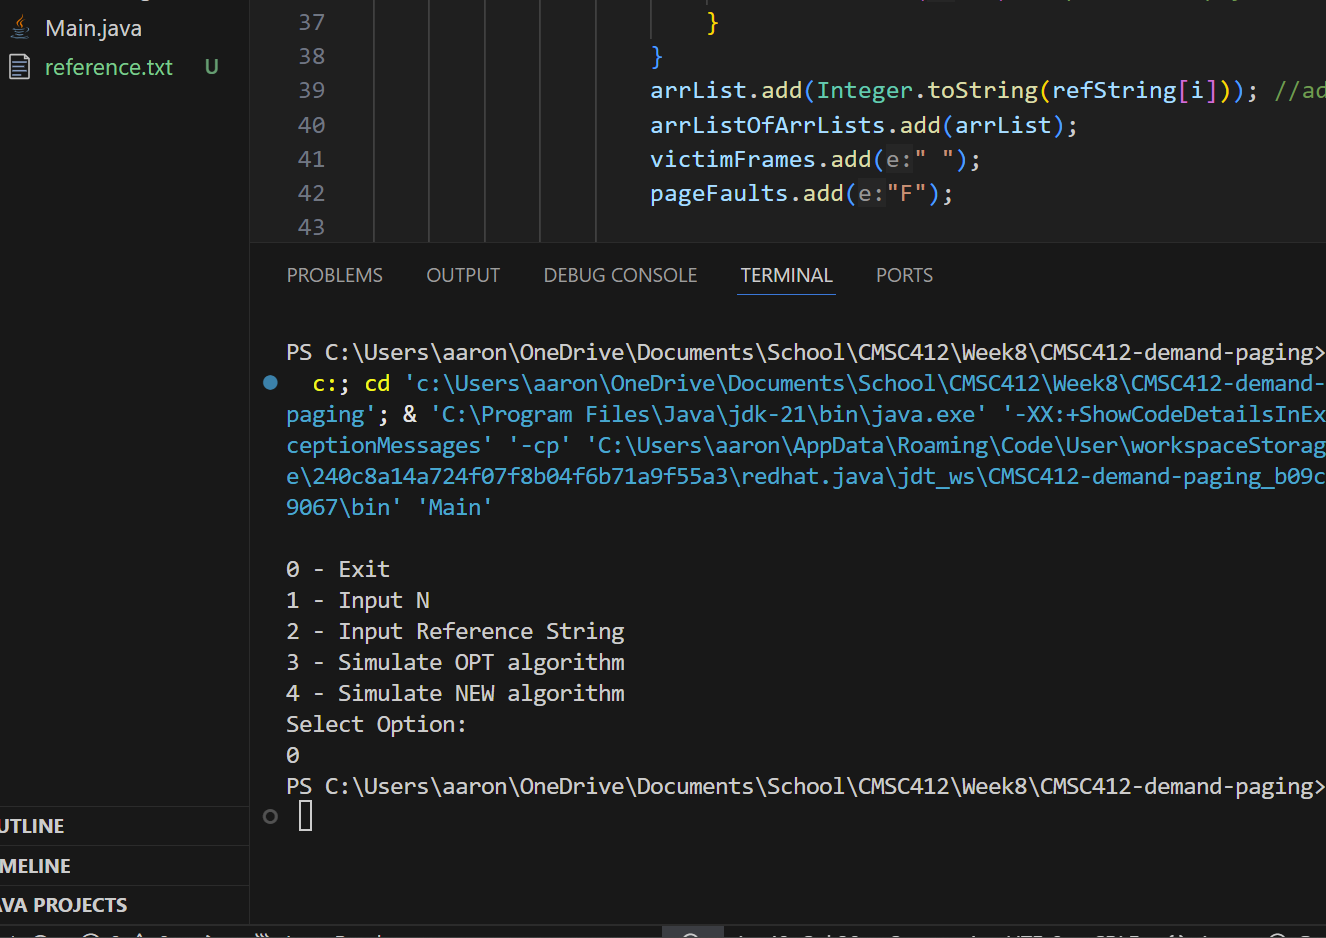 Main.java
reference.txt U
37 }
38 }
39 arrList.add(Integer.toString(refString[i])); //ad
40 arrListOfArrLists.add(arrList);
41 victimFrames.add(e:" ");
42 pageFaults.add(e:"F");
43
PROBLEMS OUTPUT DEBUG CONSOLE TERMINAL PORTS
PS C:\Users\aaron\OneDrive\Documents\School\CMSC412\Week8\CMSC412-demand-paging>
c:; cd 'c:\Users\aaron\OneDrive\Documents\School\CMSC412\Week8\CMSC412-demand-
paging'; & 'C:\Program Files\Java\jdk-21\bin\java.exe' '-XX:+ShowCodeDetailsInEx
ceptionMessages' '-cp' 'C:\Users\aaron\AppData\Roaming\Code\User\workspaceStorag
e\240c8a14a724f07f8b04f6b71a9f55a3\redhat.java\jdt_ws\CMSC412-demand-paging_b09c
9067\bin' 'Main'
0 - Exit
1 - Input N
2 - Input Reference String
3 - Simulate OPT algorithm
4 - Simulate NEW algorithm
Select Option:
0
PS C:\Users\aaron\OneDrive\Documents\School\CMSC412\Week8\CMSC412-demand-paging>
UTLINE
MELINE
AVA PROJECTS